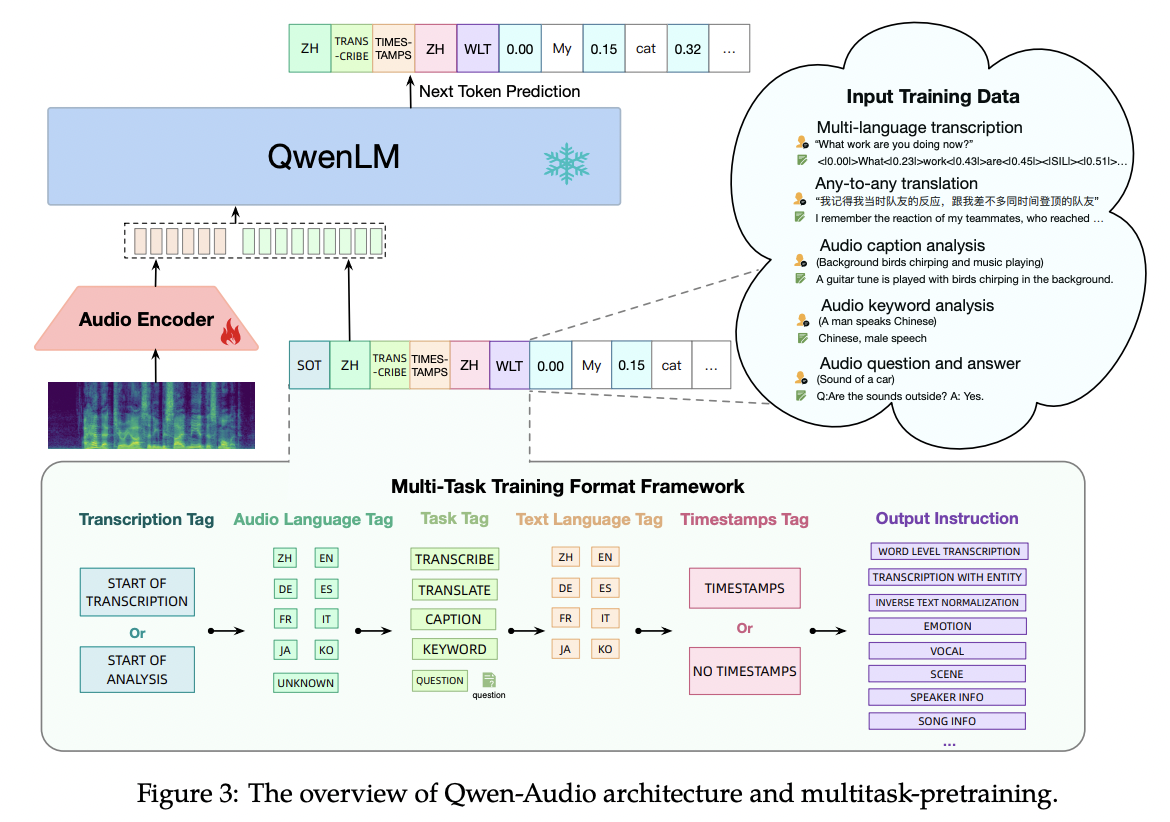 ZH TRANS -CRIBE TIMES- TAMPS ZH WLT 0.00 My 0.15 cat 0.32 ...
Next Token Prediction
QwenLM
Audio Encoder
SOT ZH TRANS -CRIBE TIMES- TAMPS ZH WLT 0.00 My 0.15 cat ...
Input Training Data
Multi-language transcription
“What work are you doing now?”
<|0.00|>What<|0.23|>work<|0.43|>are<|0.45|><|SIL|><|0.51|>...
Any-to-any translation
“我记得我当时队友的反应，跟我差不多同时登顶的队友”
I remember the reaction of my teammates, who reached ...
Audio caption analysis
(Background birds chirping and music playing)
A guitar tune is played with birds chirping in the background.
Audio keyword analysis
(A man speaks Chinese)
Chinese, male speech
Audio question and answer
(Sound of a car)
Q:Are the sounds outside? A: Yes.
Multi-Task Training Format Framework
Transcription Tag
START OF
TRANSCRIPTION
Or
START OF
ANALYSIS
Audio Language Tag
ZH EN
DE ES
FR IT
JA KO
UNKNOWN
Task Tag
TRANSCRIBE
TRANSLATE
CAPTION
KEYWORD
QUESTION
question
Text Language Tag
ZH EN
DE ES
FR IT
JA KO
Timestamps Tag
TIMESTAMPS
Or
NO TIMESTAMPS
Output Instruction
WORD LEVEL TRANSCRIPTION
TRANSCRIPTION WITH ENTITY
INVERSE TEXT NORMALIZATION
EMOTION
VOCAL
SCENE
SPEAKER INFO
SONG INFO
...
Figure 3: The overview of Qwen-Audio architecture and multitask-pretraining.